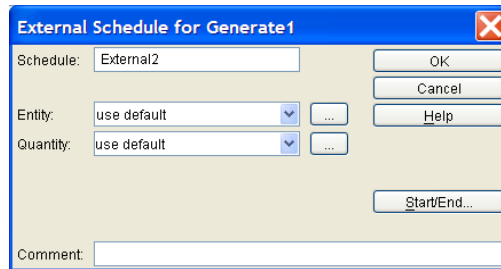 External Schedule for Generate1
Schedule: External2
OK
Cancel
Entity: use default ...
Help
Quantity: use default ...
Start/End...
Comment: